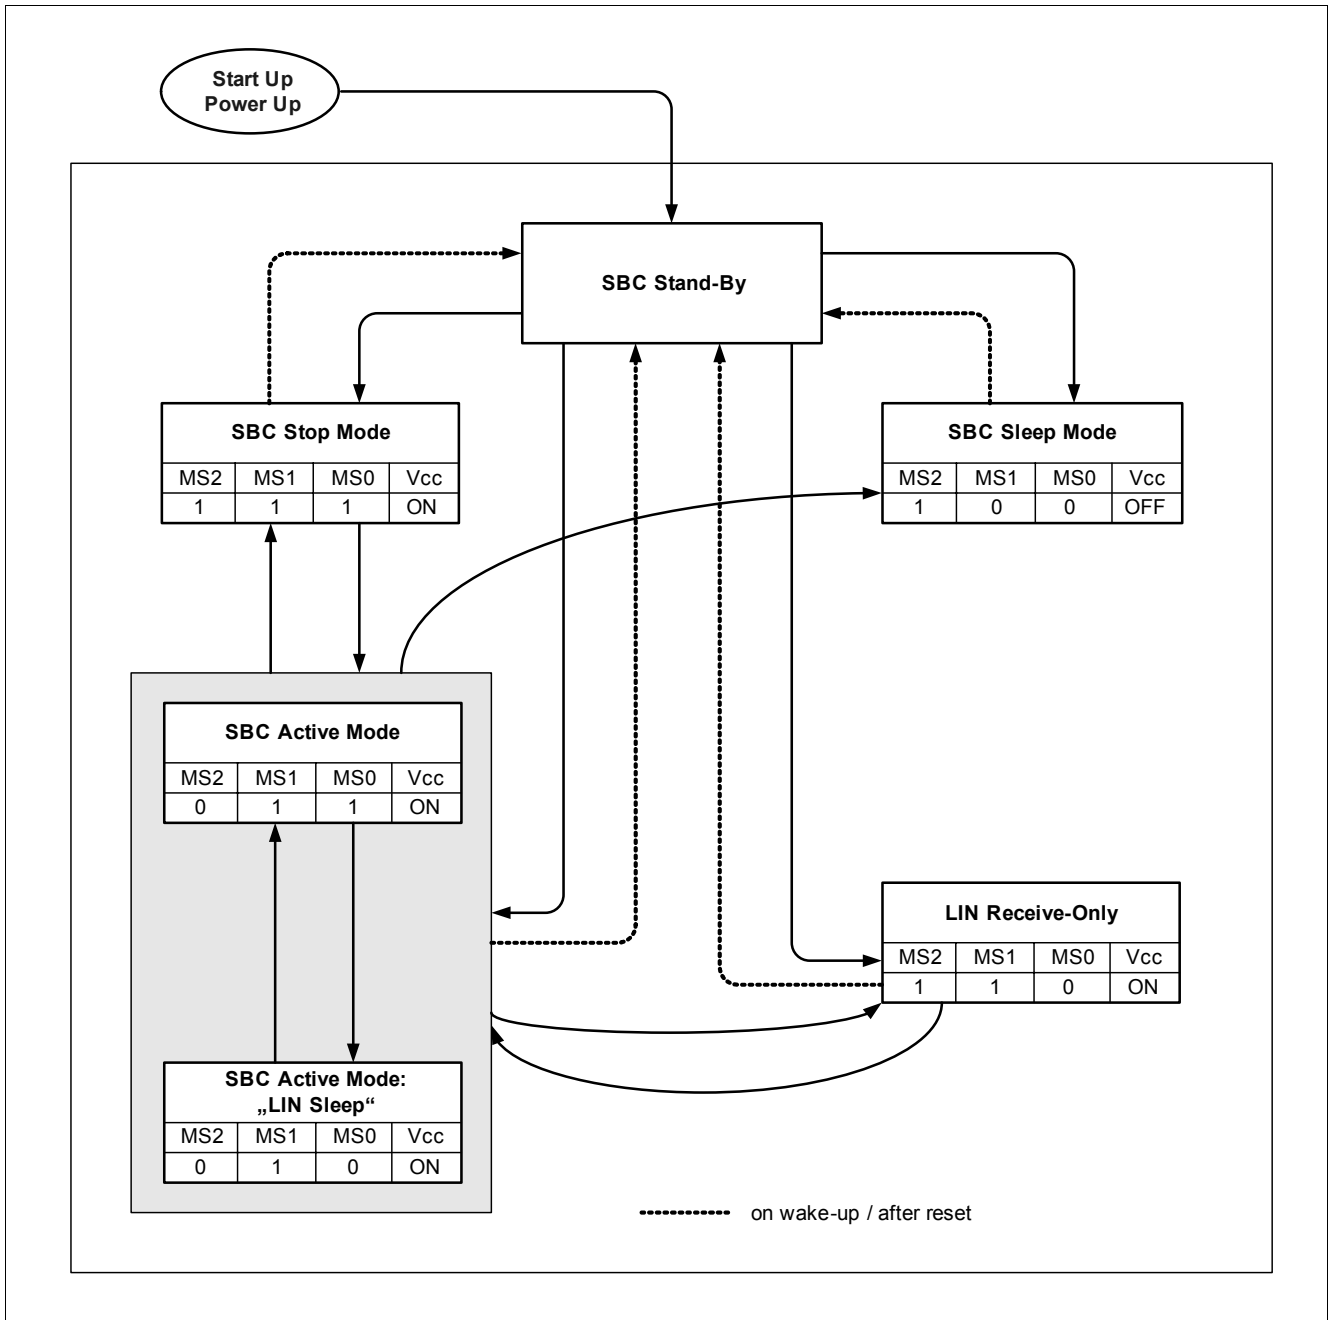 Start Up
Power Up
SBC Stand-By
SBC Stop Mode
MS2 MS1 MS0 Vcc
1 1 1 ON
SBC Sleep Mode
MS2 MS1 MS0 Vcc
1 0 0 OFF
SBC Active Mode
MS2 MS1 MS0 Vcc
0 1 1 ON
LIN Receive-Only
MS2 MS1 MS0 Vcc
1 1 0 ON
SBC Active Mode:
„LIN Sleep“
MS2 MS1 MS0 Vcc
0 1 0 ON
on wake-up / after reset